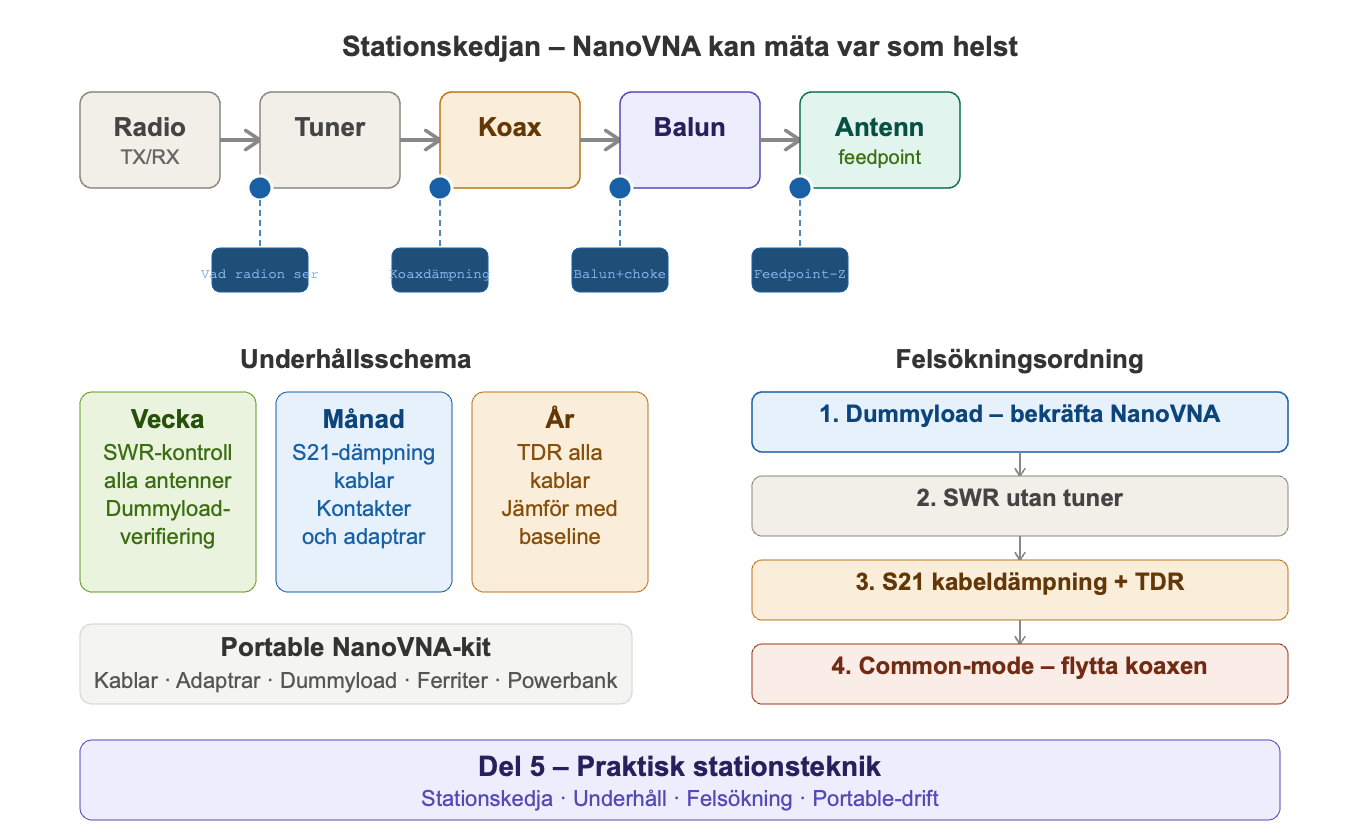 Stationskedjan – NanoVNA kan mäta var som helst
Radio
TX/RX
Tuner
Koax
Balun
Antenn
feedpoint
Vad radion ser
Koaxdämpning
Balun+choke
Feedpoint-Z
Underhållsschema
Vecka
SWR-kontroll
alla antenner
Dummyload-
verifiering
Månad
S21-dämpning
kablar
Kontakter
och adaptrar
År
TDR alla
kablar
Jämför med
baseline
Portable NanoVNA-kit
Kablar · Adaptrar · Dummyload · Ferriter · Powerbank
Felsökningsordning
1. Dummyload – bekräfta NanoVNA
2. SWR utan tuner
3. S21 kabeldämpning + TDR
4. Common-mode – flytta koaxen
Del 5 – Praktisk stationsteknik
Stationskedja · Underhåll · Felsökning · Portable-drift